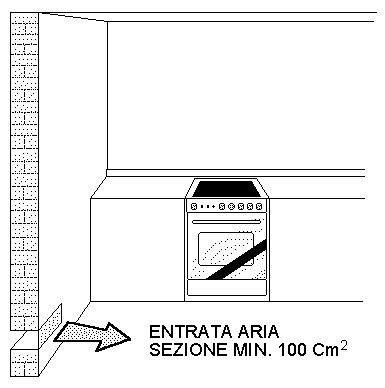 ENTRATA ARIA
SEZIONE MIN. 100 Cm²